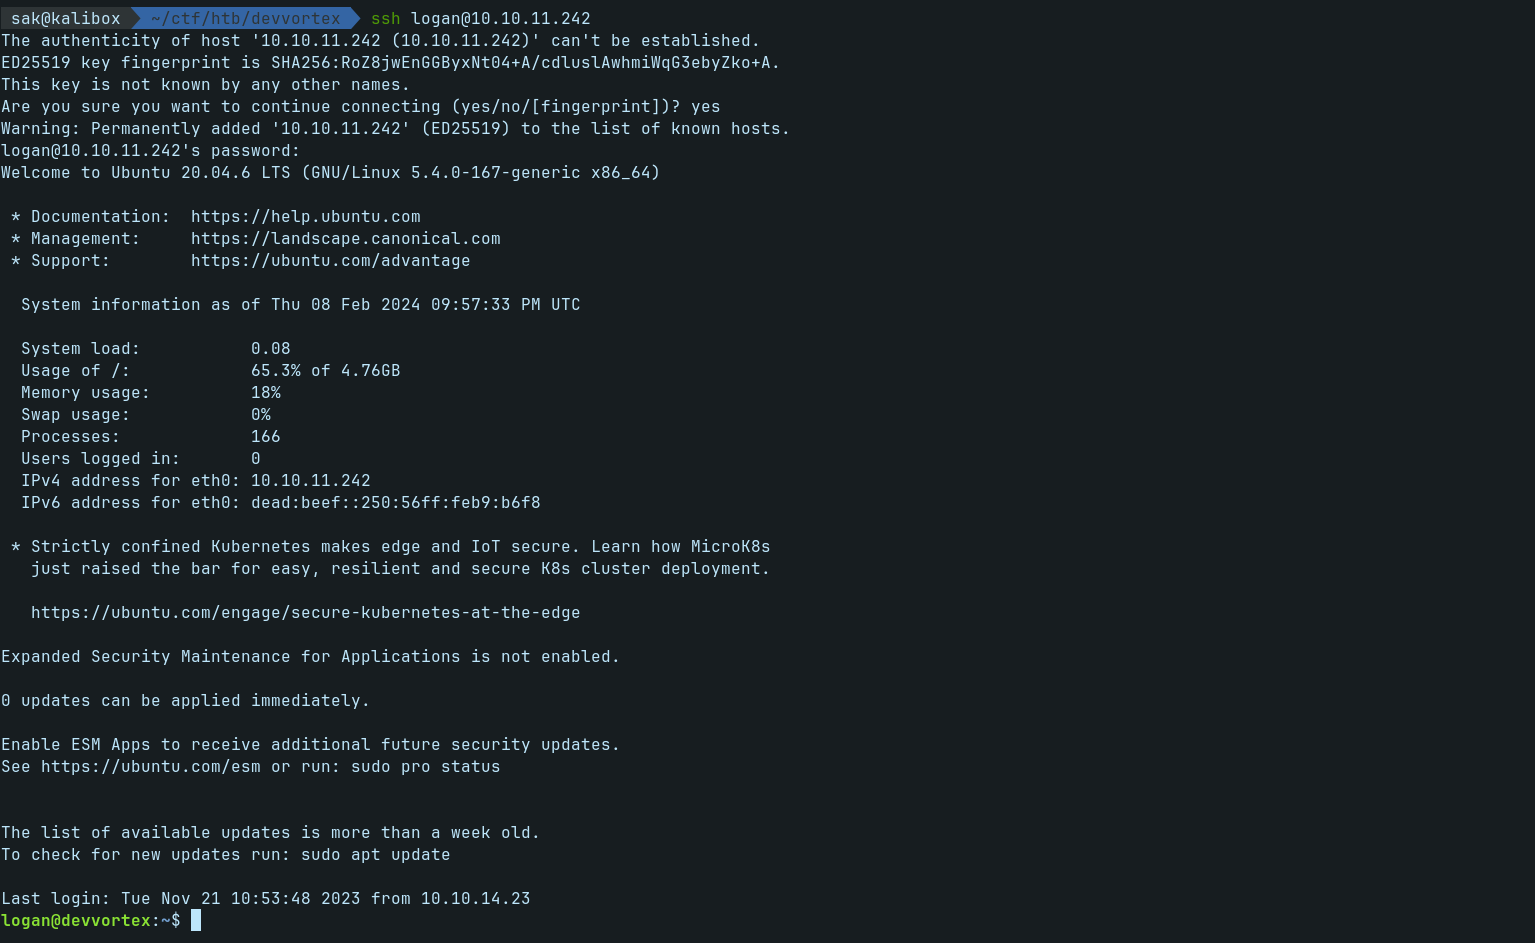 sak@kalibox ~/ctf/htb/devvortex ssh logan@10.10.11.242
The authenticity of host '10.10.11.242 (10.10.11.242)' can't be established.
ED25519 key fingerprint is SHA256:RoZ8jwEnGGByxNt04+A/cdluslAwhmiWqG3ebyZko+A.
This key is not known by any other names.
Are you sure you want to continue connecting (yes/no/[fingerprint])? yes
Warning: Permanently added '10.10.11.242' (ED25519) to the list of known hosts.
logan@10.10.11.242's password:
Welcome to Ubuntu 20.04.6 LTS (GNU/Linux 5.4.0-167-generic x86_64)
* Documentation:  https://help.ubuntu.com
* Management:     https://landscape.canonical.com
* Support:        https://ubuntu.com/advantage
System information as of Thu 08 Feb 2024 09:57:33 PM UTC
System load:           0.08
Usage of /:            65.3% of 4.76GB
Memory usage:          18%
Swap usage:            0%
Processes:             166
Users logged in:       0
IPv4 address for eth0: 10.10.11.242
IPv6 address for eth0: dead:beef::250:56ff:feb9:b6f8
* Strictly confined Kubernetes makes edge and IoT secure. Learn how MicroK8s
just raised the bar for easy, resilient and secure K8s cluster deployment.
https://ubuntu.com/engage/secure-kubernetes-at-the-edge
Expanded Security Maintenance for Applications is not enabled.
0 updates can be applied immediately.
Enable ESM Apps to receive additional future security updates.
See https://ubuntu.com/esm or run: sudo pro status
The list of available updates is more than a week old.
To check for new updates run: sudo apt update
Last login: Tue Nov 21 10:53:48 2023 from 10.10.14.23
logan@devvortex:~$